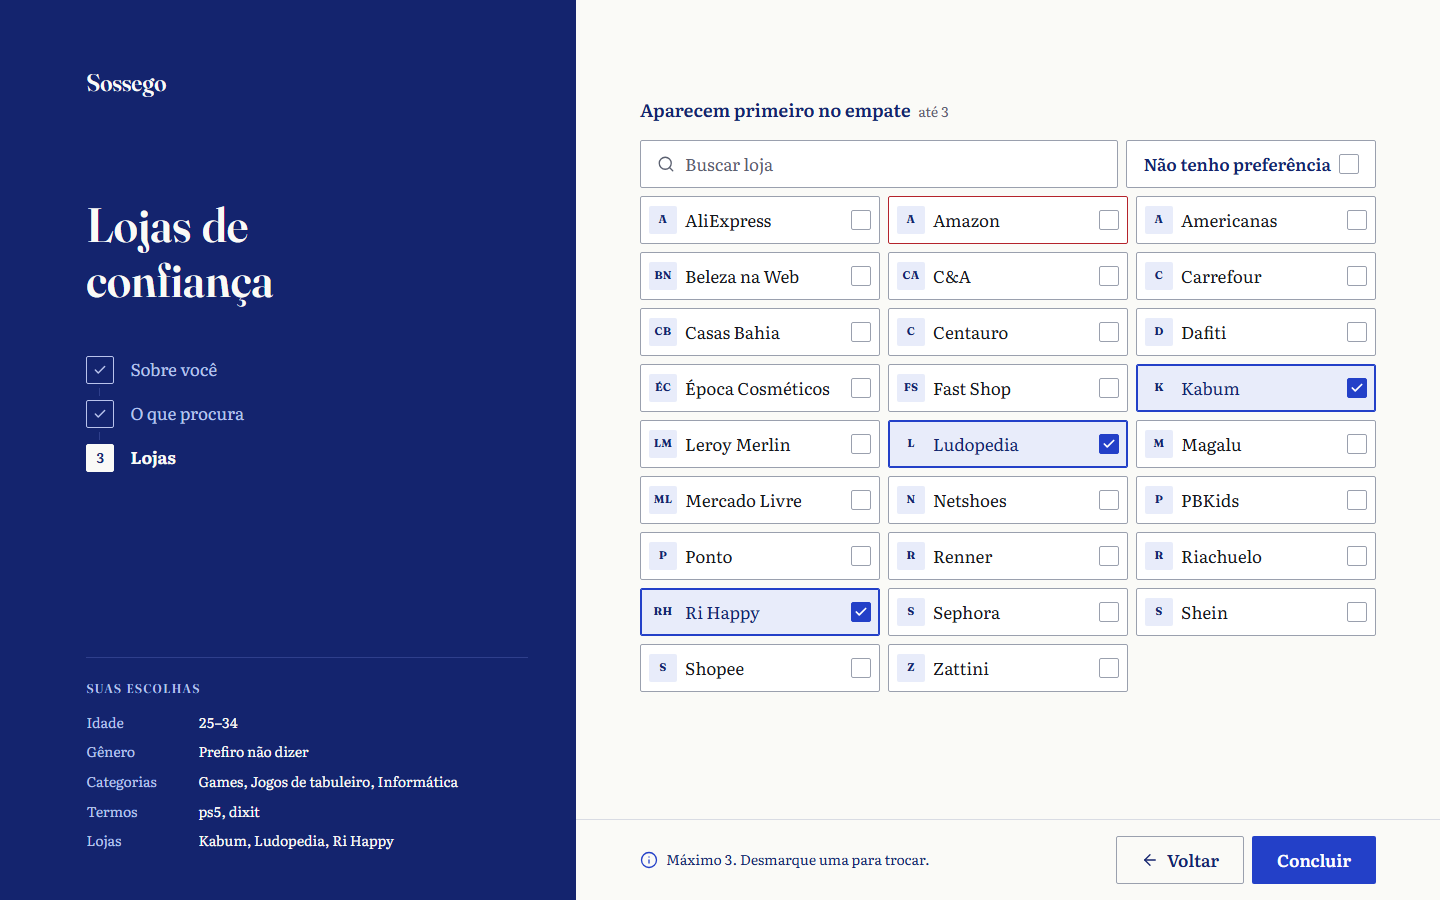 Sossego
Lojas de
confiança
Sobre você
O que procura
3 Lojas
SUAS ESCOLHAS
Idade 25–34
Gênero Prefiro não dizer
Categorias Games, Jogos de tabuleiro, Informática
Termos ps5, dixit
Lojas Kabum, Ludopedia, Ri Happy
Aparecem primeiro no empate até 3
Buscar loja Não tenho preferência
A AliExpress A Amazon A Americanas
BN Beleza na Web CA C&A C Carrefour
CB Casas Bahia C Centauro D Dafiti
ÉC Época Cosméticos FS Fast Shop K Kabum
LM Leroy Merlin L Ludopedia M Magalu
ML Mercado Livre N Netshoes P PBKids
P Ponto R Renner R Riachuelo
RH Ri Happy S Sephora S Shein
S Shopee Z Zattini
Máximo 3. Desmarque uma para trocar. Voltar Concluir